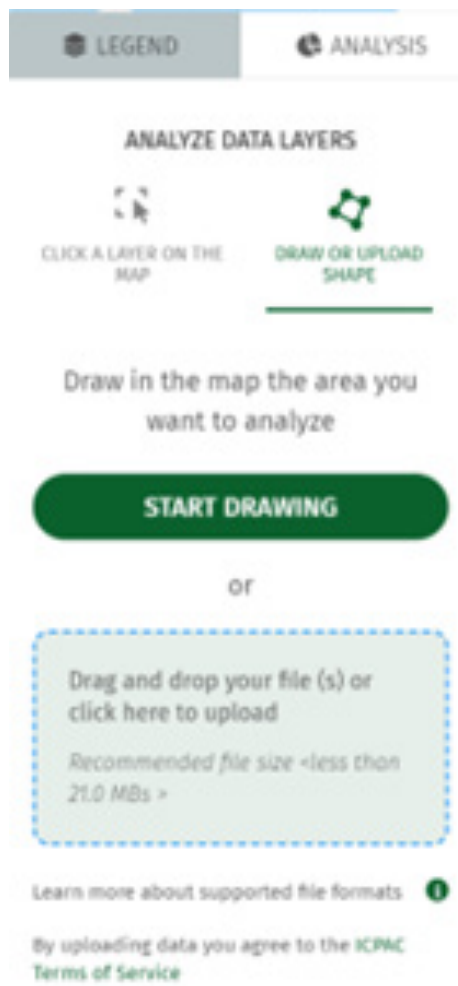 LEGEND
ANALYSIS
ANALYZE DATA LAYERS
CLICK A LAYER ON THE
MAP
DRAW OR UPLOAD
SHAPE
Draw in the map the area you
want to analyze
START DRAWING
or
Drag and drop your file (s) or
click here to upload
Recommended file size <less than
21.0 MBs >
Learn more about supported file formats
By uploading data you agree to the ICPAC
Terms of Service